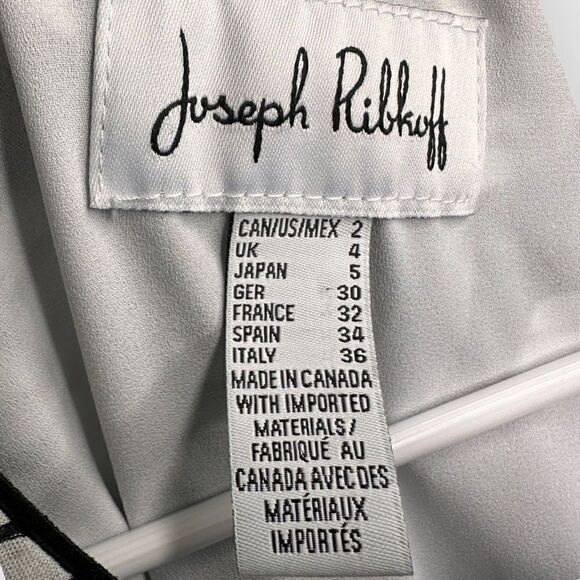 Joseph Ribkoff
CAN/US/MEX 2
UK 4
JAPAN 5
GER 30
FRANCE 32
SPAIN 34
ITALY 36
MADE IN CANADA
WITH IMPORTED
MATERIALS/
FABRIQUÉ AU
CANADA AVEC DES
MATÉRIAUX
IMPORTÉS